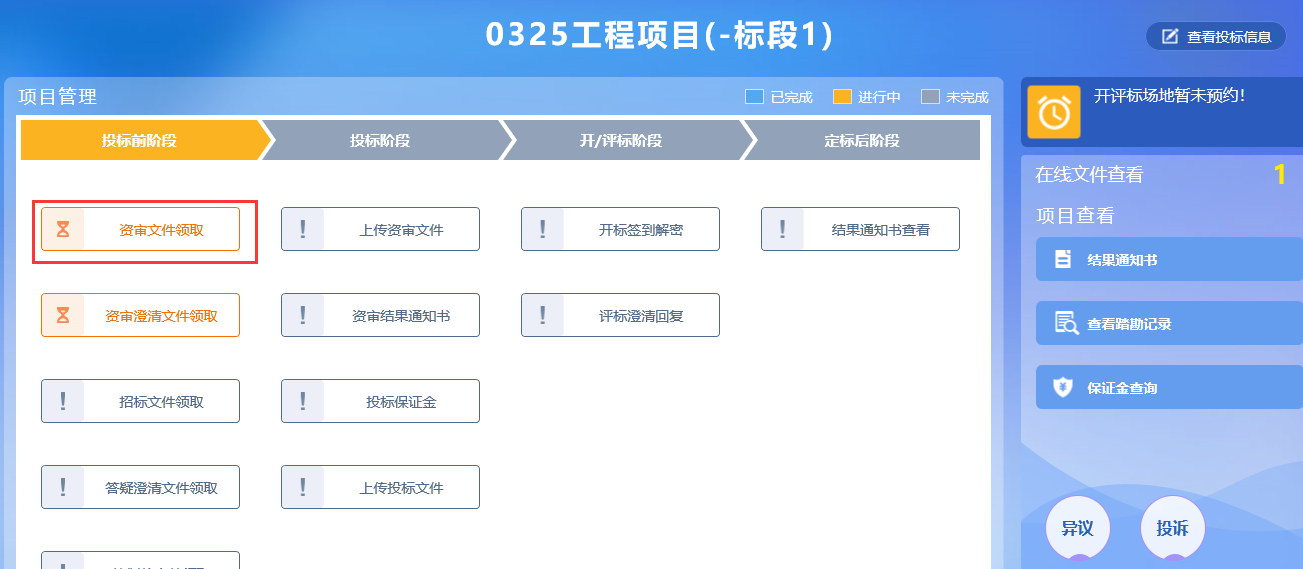 0325工程项目(-标段1)
查看投标信息
项目管理
已完成
进行中
未完成
投标前阶段
投标阶段
开/评标阶段
定标后阶段
资审文件领取
上传资审文件
开标签到解密
结果通知书查看
资审澄清文件领取
资审结果通知书
评标澄清回复
招标文件领取
投标保证金
答疑澄清文件领取
上传投标文件
开评标场地暂未预约!
在线文件查看
1
项目查看
结果通知书
查看踏勘记录
保证金查询
异议
投诉